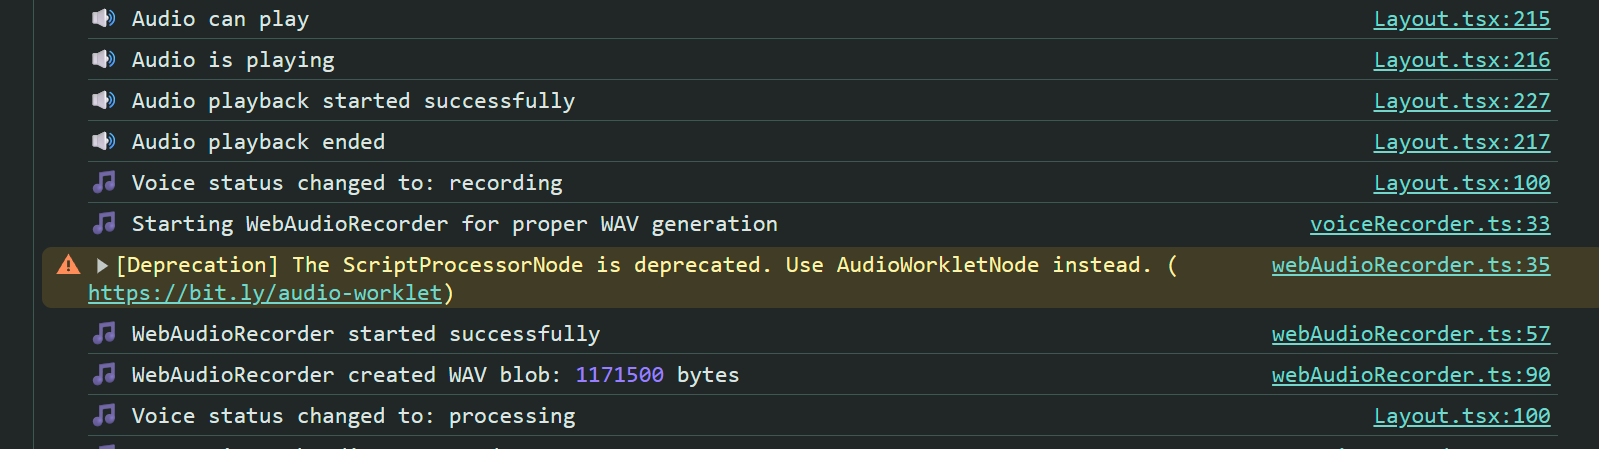 Audio can play Layout.tsx:215
Audio is playing Layout.tsx:216
Audio playback started successfully Layout.tsx:227
Audio playback ended Layout.tsx:217
Voice status changed to: recording Layout.tsx:100
Starting WebAudioRecorder for proper WAV generation voiceRecorder.ts:33
[Deprecation] The ScriptProcessorNode is deprecated. Use AudioWorkletNode instead. ( webAudioRecorder.ts:35
https://bit.ly/audio-worklet)
WebAudioRecorder started successfully webAudioRecorder.ts:57
WebAudioRecorder created WAV blob: 1171500 bytes webAudioRecorder.ts:90
Voice status changed to: processing Layout.tsx:100